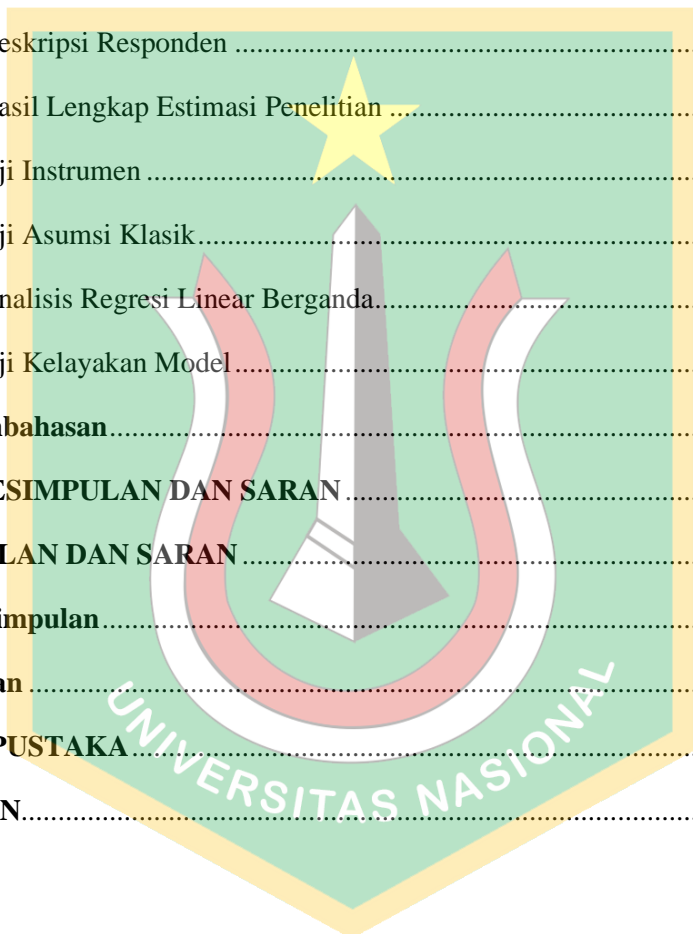 eskripsi Responden ........................................................................
asil Lengkap Estimasi Penelitian ................................................
ji Instrumen ....................................................................................
ji Asumsi Klasik.............................................................................
nalisis Regresi Linear Berganda...................................................
ji Kelayakan Model........................................................................
nbahasan..........................................................................................
ESIMPULAN DAN SARAN ........................................................
LAN DAN SARAN ........................................................................
impulan...........................................................................................
an .....................................................................................................
PUSTAKA.......................................................................................
N........................................................................................................
UNIVERSITAS NASIONAL